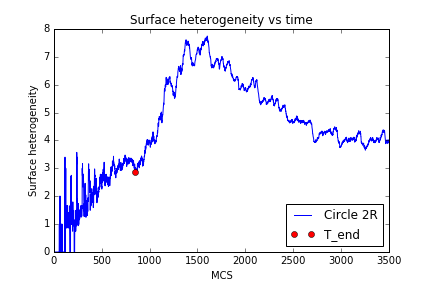 Surface heterogeneity vs time
8
7
6
5
4
3
2
1
0
Surface heterogeneity
0 500 1000 1500 2000 2500 3000 3500
MCS
Circle 2R
T_end